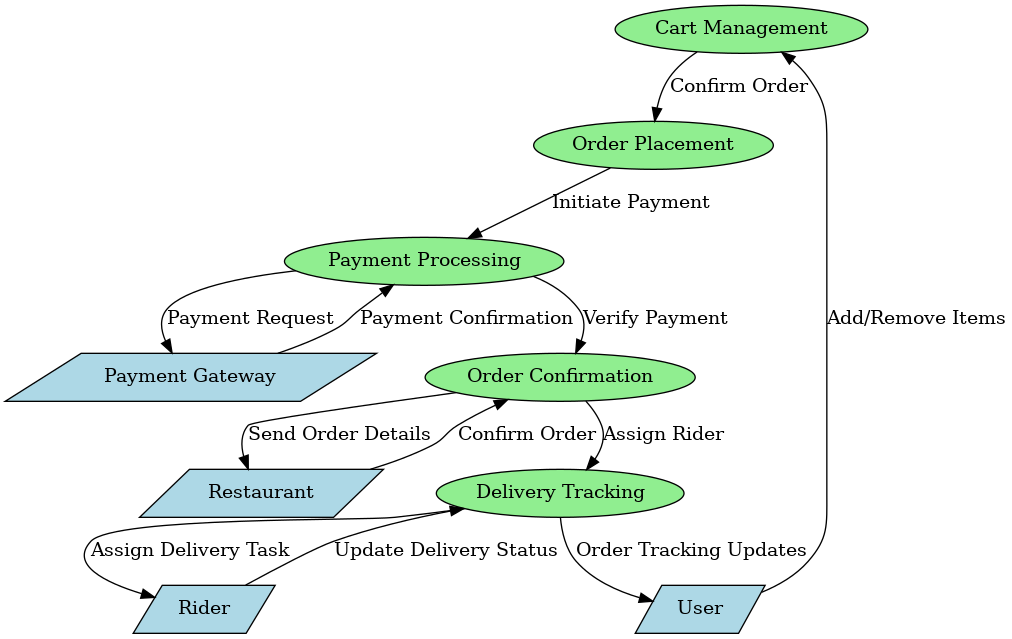 Cart Management
Confirm Order
Order Placement
Initiate Payment
Payment Processing
Payment Request
Payment Confirmation
Verify Payment
Add/Remove Items
Payment Gateway
Order Confirmation
Send Order Details
Confirm Order
Assign Rider
Restaurant
Delivery Tracking
Assign Delivery Task
Update Delivery Status
Order Tracking Updates
Rider
User